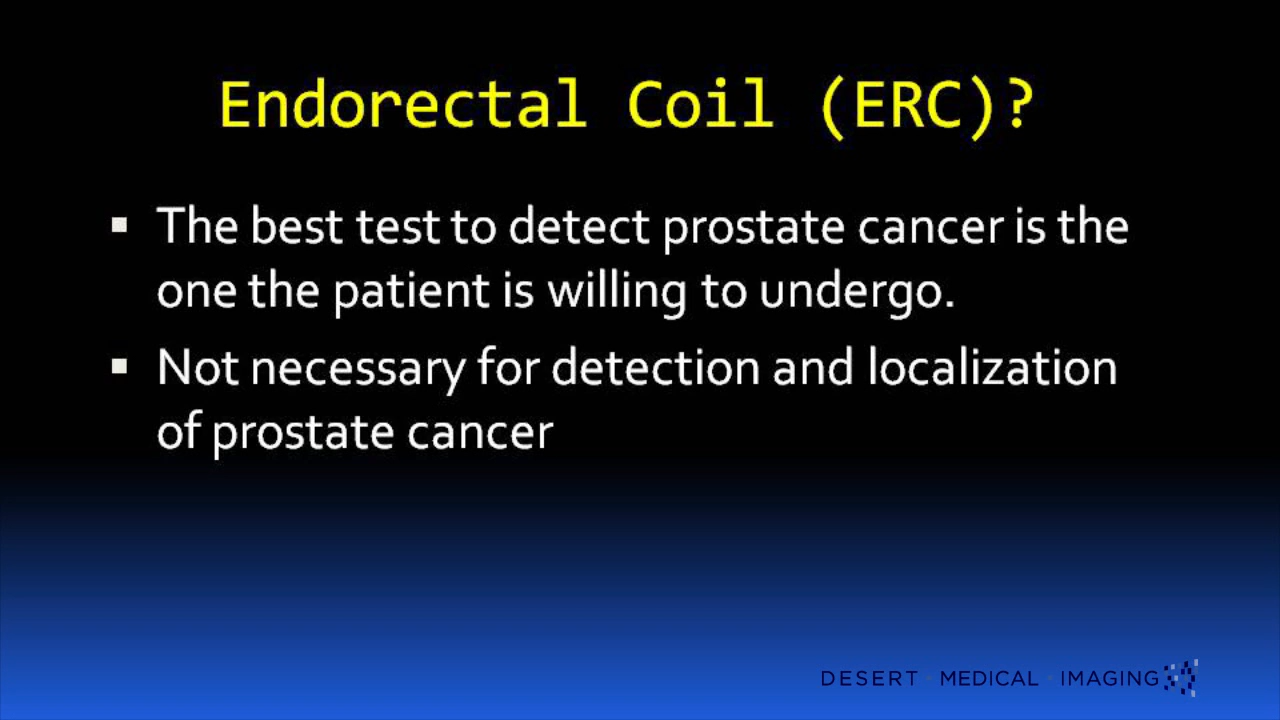 Endorectal Coil (ERC)?
▪ The best test to detect prostate cancer is the
one the patient is willing to undergo.
▪ Not necessary for detection and localization
of prostate cancer
DESERT · MEDICAL · IMAGING